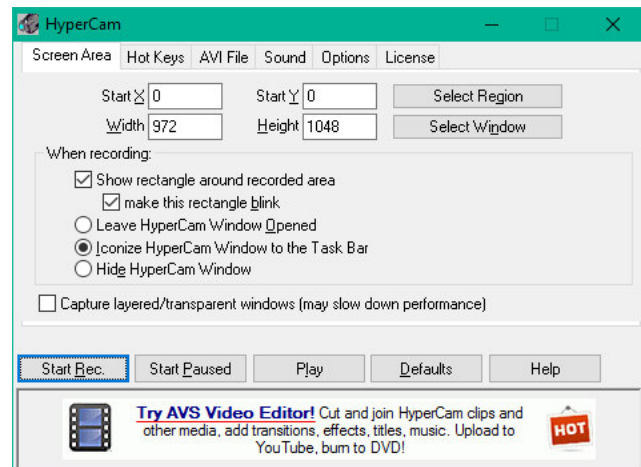 HyperCam
Screen Area Hot Keys AVI File Sound Options License
Start X 0 Start Y 0 Select Region
Width 972 Height 1048 Select Window
When recording:
Show rectangle around recorded area
make this rectangle blink
Leave HyperCam Window Opened
Iconize HyperCam Window to the Task Bar
Hide HyperCam Window
Capture layered/transparent windows (may slow down performance)
Start Rec. Start Paused Play Defaults Help
Try AVS Video Editor! Cut and join HyperCam clips and
other media, add transitions, effects, titles, music. Upload to
YouTube, burn to DVD!
HOT